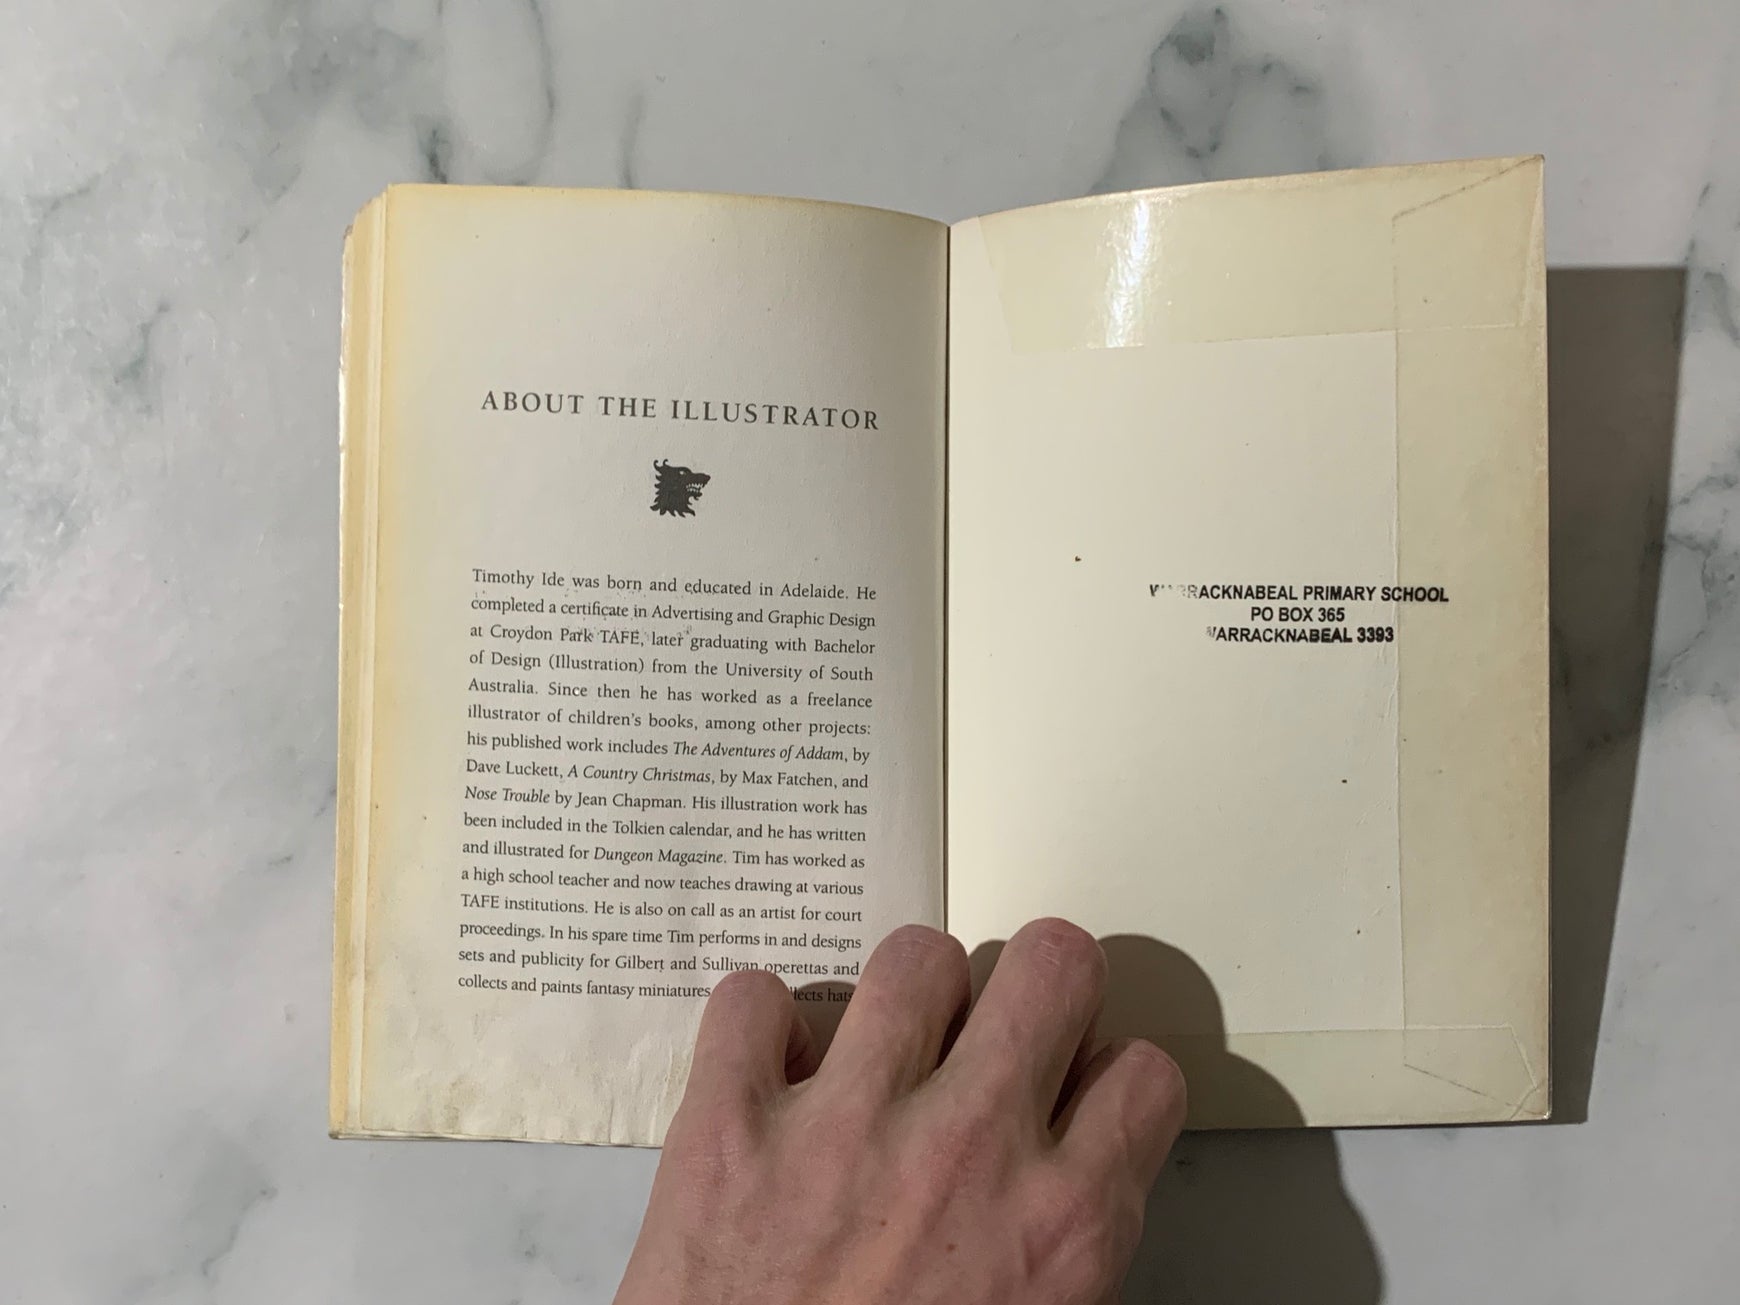 ABOUT THE ILLUSTRATOR
Timothy Ide was born and educated in Adelaide. He
completed a certificate in Advertising and Graphic Design
at Croydon Park TAFE, later graduating with Bachelor
of Design (Illustration) from the University of South
Australia. Since then he has worked as a freelance
illustrator of children's books, among other projects:
his published work includes The Adventures of Addam, by
Dave Luckett, A Country Christmas, by Max Fatchen, and
Nose Trouble by Jean Chapman. His illustration work has
been included in the Tolkien calendar, and he has written
and illustrated for Dungeon Magazine. Tim has worked as
a high school teacher and now teaches drawing at various
TAFE institutions. He is also on call as an artist for court
proceedings. In his spare time Tim performs in and designs
sets and publicity for Gilbert and Sullivan operettas and
collects and paints fantasy miniatures hats
WARRACKNABEAL PRIMARY SCHOOL
PO BOX 365
WARRACKNABEAL 3393